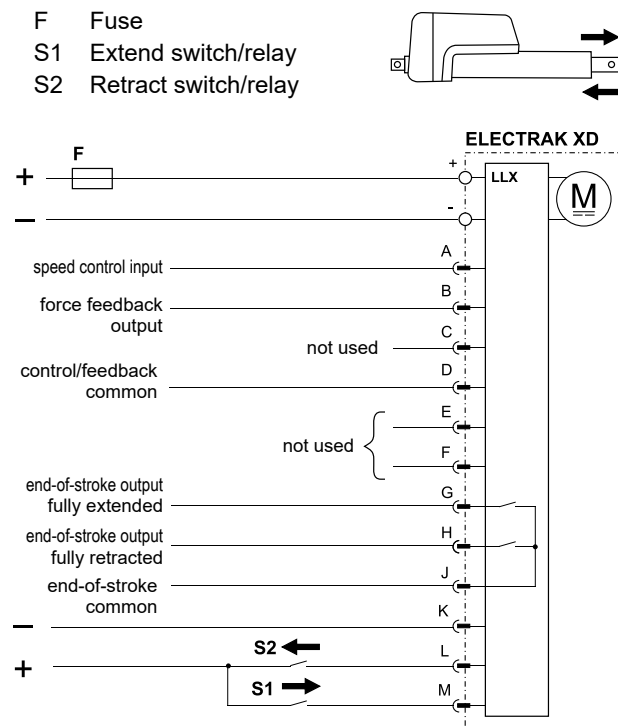 F Fuse
S1 Extend switch/relay
S2 Retract switch/relay
ELECTRAK XD
F
+
+
LLX
M
-
–
A
speed control input
B
force feedback
output
C
not used
control/feedback
common
D
E
not used
F
end-of-stroke output
fully extended
G
end-of-stroke output
fully retracted
H
end-of-stroke
common
J
K
–
S2
L
+
S1
M